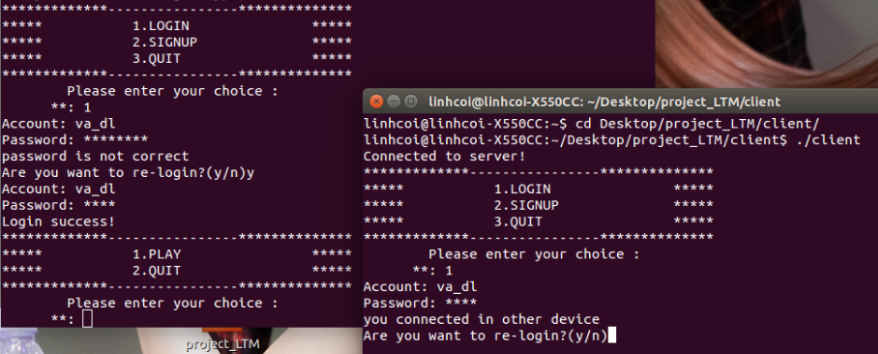 *************----------------**************
***** 1.LOGIN *****
***** 2.SIGNUP *****
***** 3.QUIT *****
*************----------------**************
Please enter your choice :
**: 1
Account: va_dl
Password: ********
password is not correct
Are you want to re-login?(y/n)y
Account: va_dl
Password: ****
Login success!
*************----------------**************
***** 1.PLAY *****
***** 2.QUIT *****
*************----------------**************
Please enter your choice :
**:
project_LTM
linhcoi@linhcoi-X550CC: ~/Desktop/project_LTM/client
linhcoi@linhcoi-X550CC:~$ cd Desktop/project_LTM/client/
linhcoi@linhcoi-X550CC:~/Desktop/project_LTM/client$ ./client
Connected to server!
*************----------------**************
***** 1.LOGIN *****
***** 2.SIGNUP *****
***** 3.QUIT *****
*************----------------**************
Please enter your choice :
**: 1
Account: va_dl
Password: ****
you connected in other device
Are you want to re-login?(y/n)